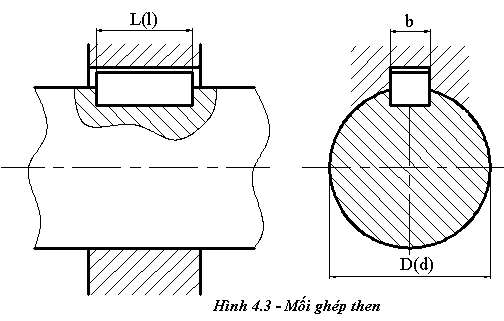 L(l)
b
D(d)
Hình 4.3 - Mối ghép then